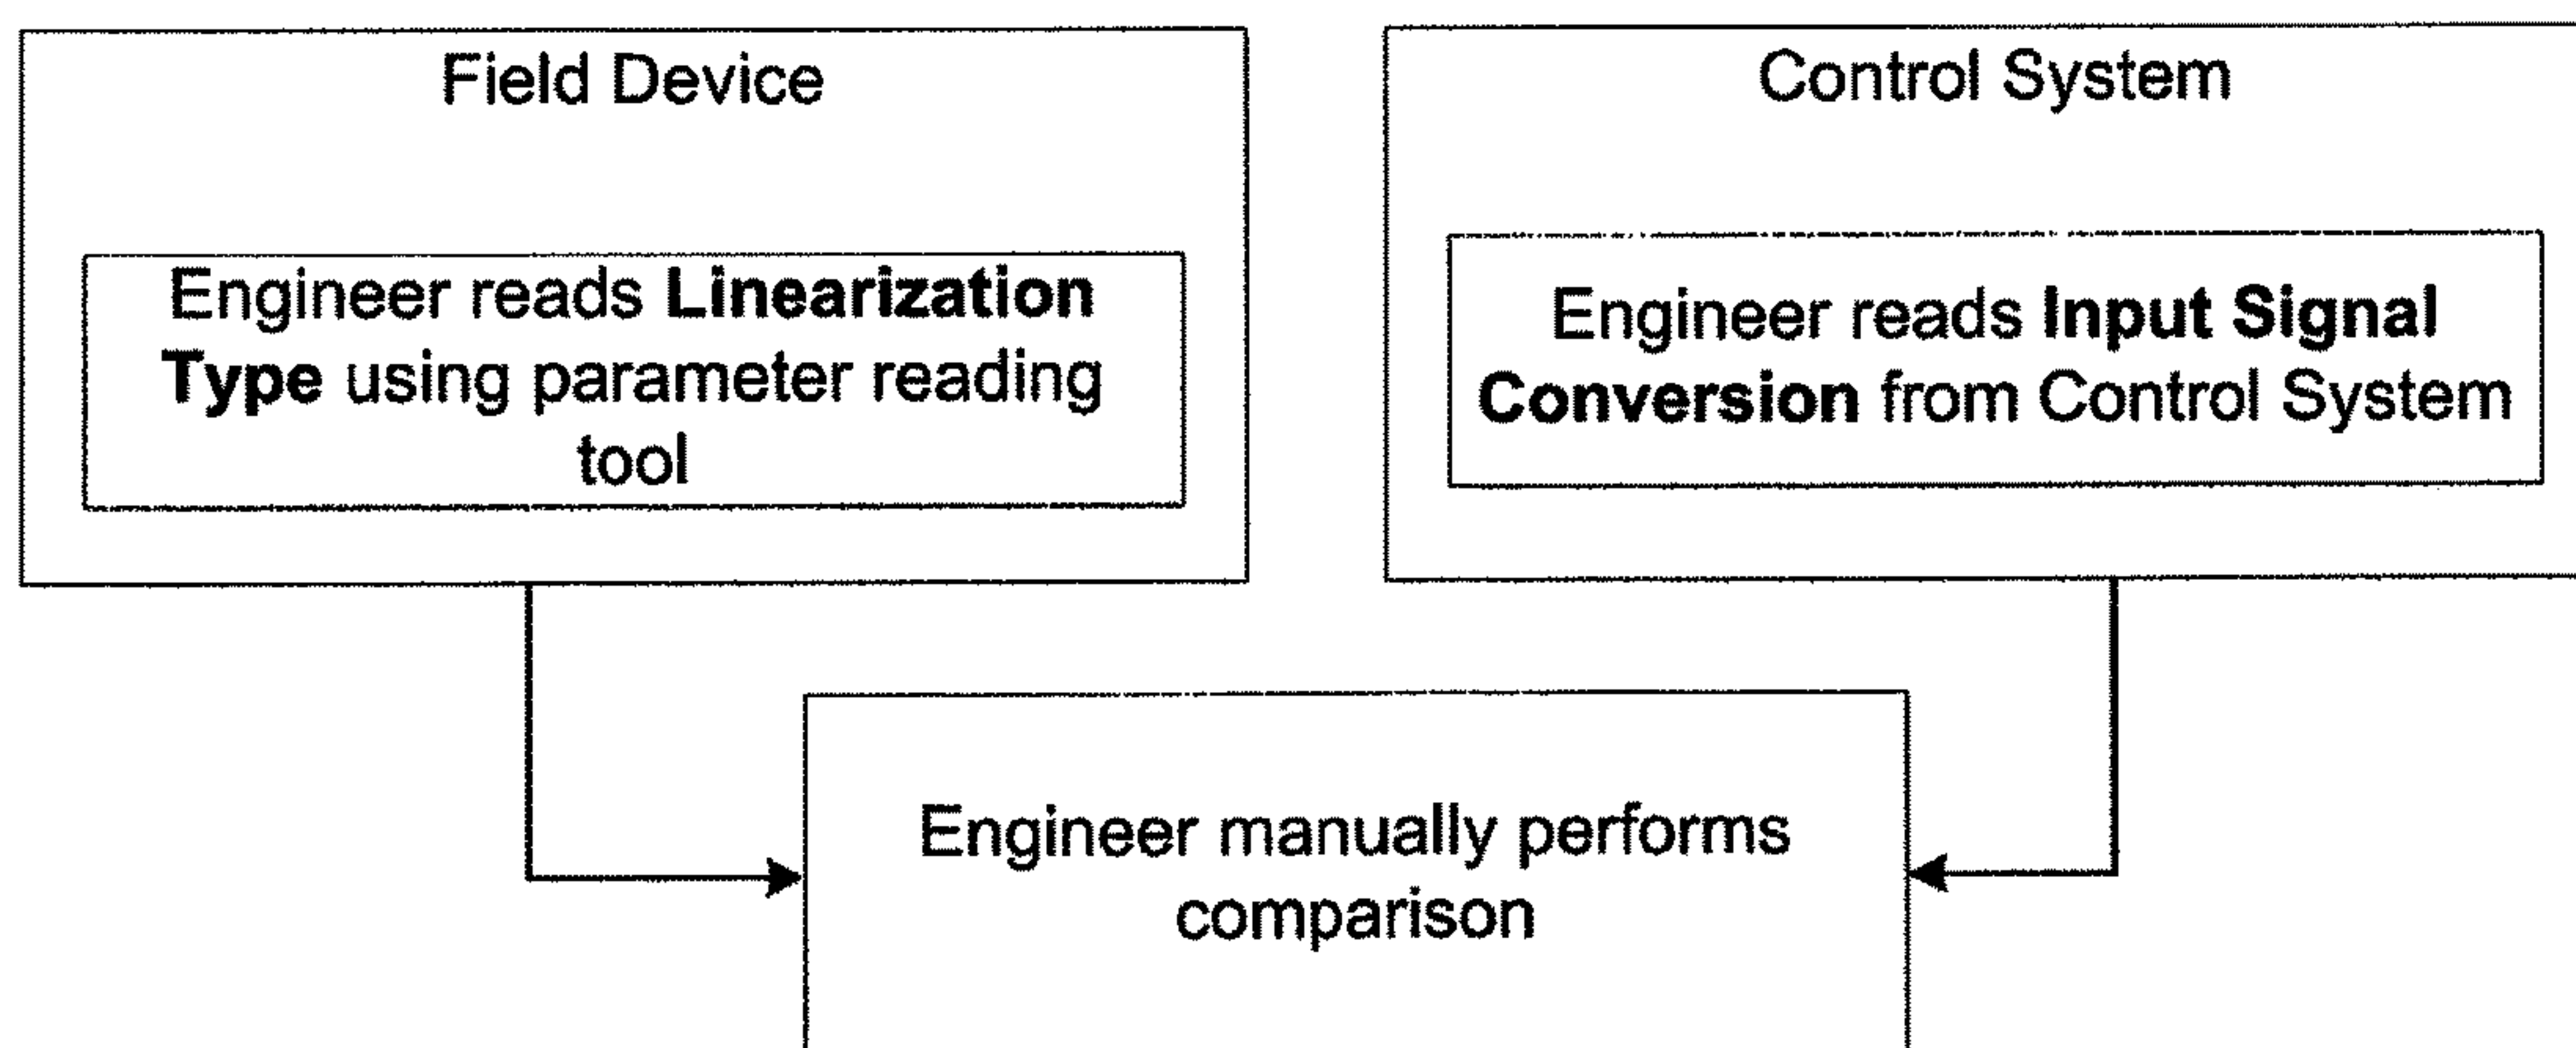 Field Device
Engineer reads Linearization
Type using parameter reading
tool
Control System
Engineer reads Input Signal
Conversion from Control System
Engineer manually performs
comparison